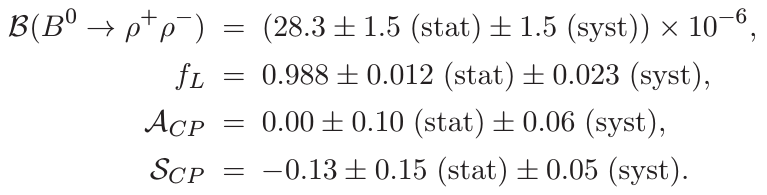 B(B⁰ → ρ⁺ρ⁻) = (28.3 ± 1.5 (stat) ± 1.5 (syst)) × 10⁻⁶,
f_L = 0.988 ± 0.012 (stat) ± 0.023 (syst),
A_CP = 0.00 ± 0.10 (stat) ± 0.06 (syst),
S_CP = −0.13 ± 0.15 (stat) ± 0.05 (syst).